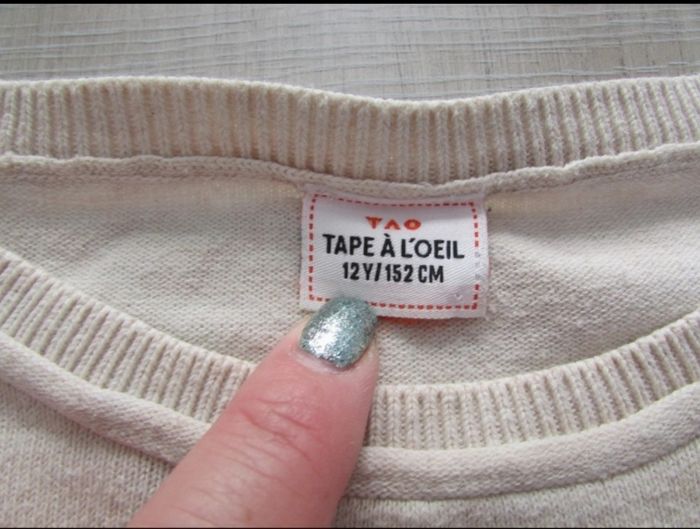 TAO
TAPE À L'OEIL
12Y/152 CM